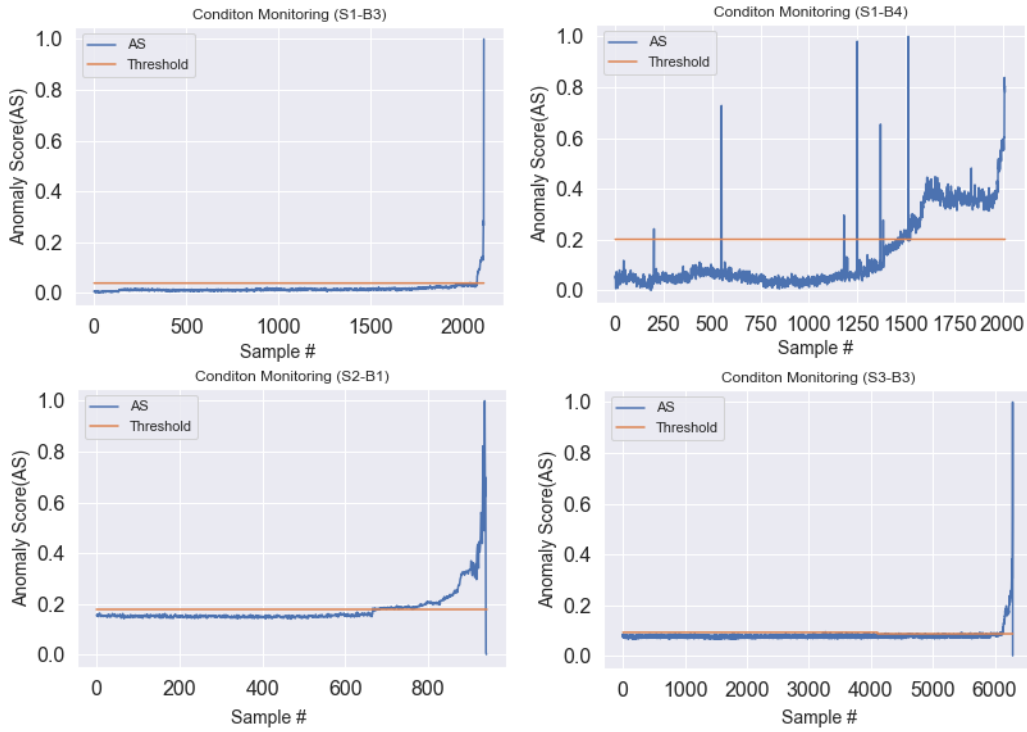 Conditon Monitoring (S1-B3)
1.0
0.8
0.6
0.4
0.2
0.0
Anomaly Score(AS)
AS
Threshold
0 500 1000 1500 2000
Sample #
Conditon Monitoring (S1-B4)
1.0
0.8
0.6
0.4
0.2
0.0
Anomaly Score(AS)
AS
Threshold
0 250 500 750 1000 1250 1500 1750 2000
Sample #
Conditon Monitoring (S2-B1)
1.0
0.8
0.6
0.4
0.2
0.0
Anomaly Score(AS)
AS
Threshold
0 200 400 600 800
Sample #
Conditon Monitoring (S3-B3)
1.0
0.8
0.6
0.4
0.2
0.0
Anomaly Score(AS)
AS
Threshold
0 1000 2000 3000 4000 5000 6000
Sample #